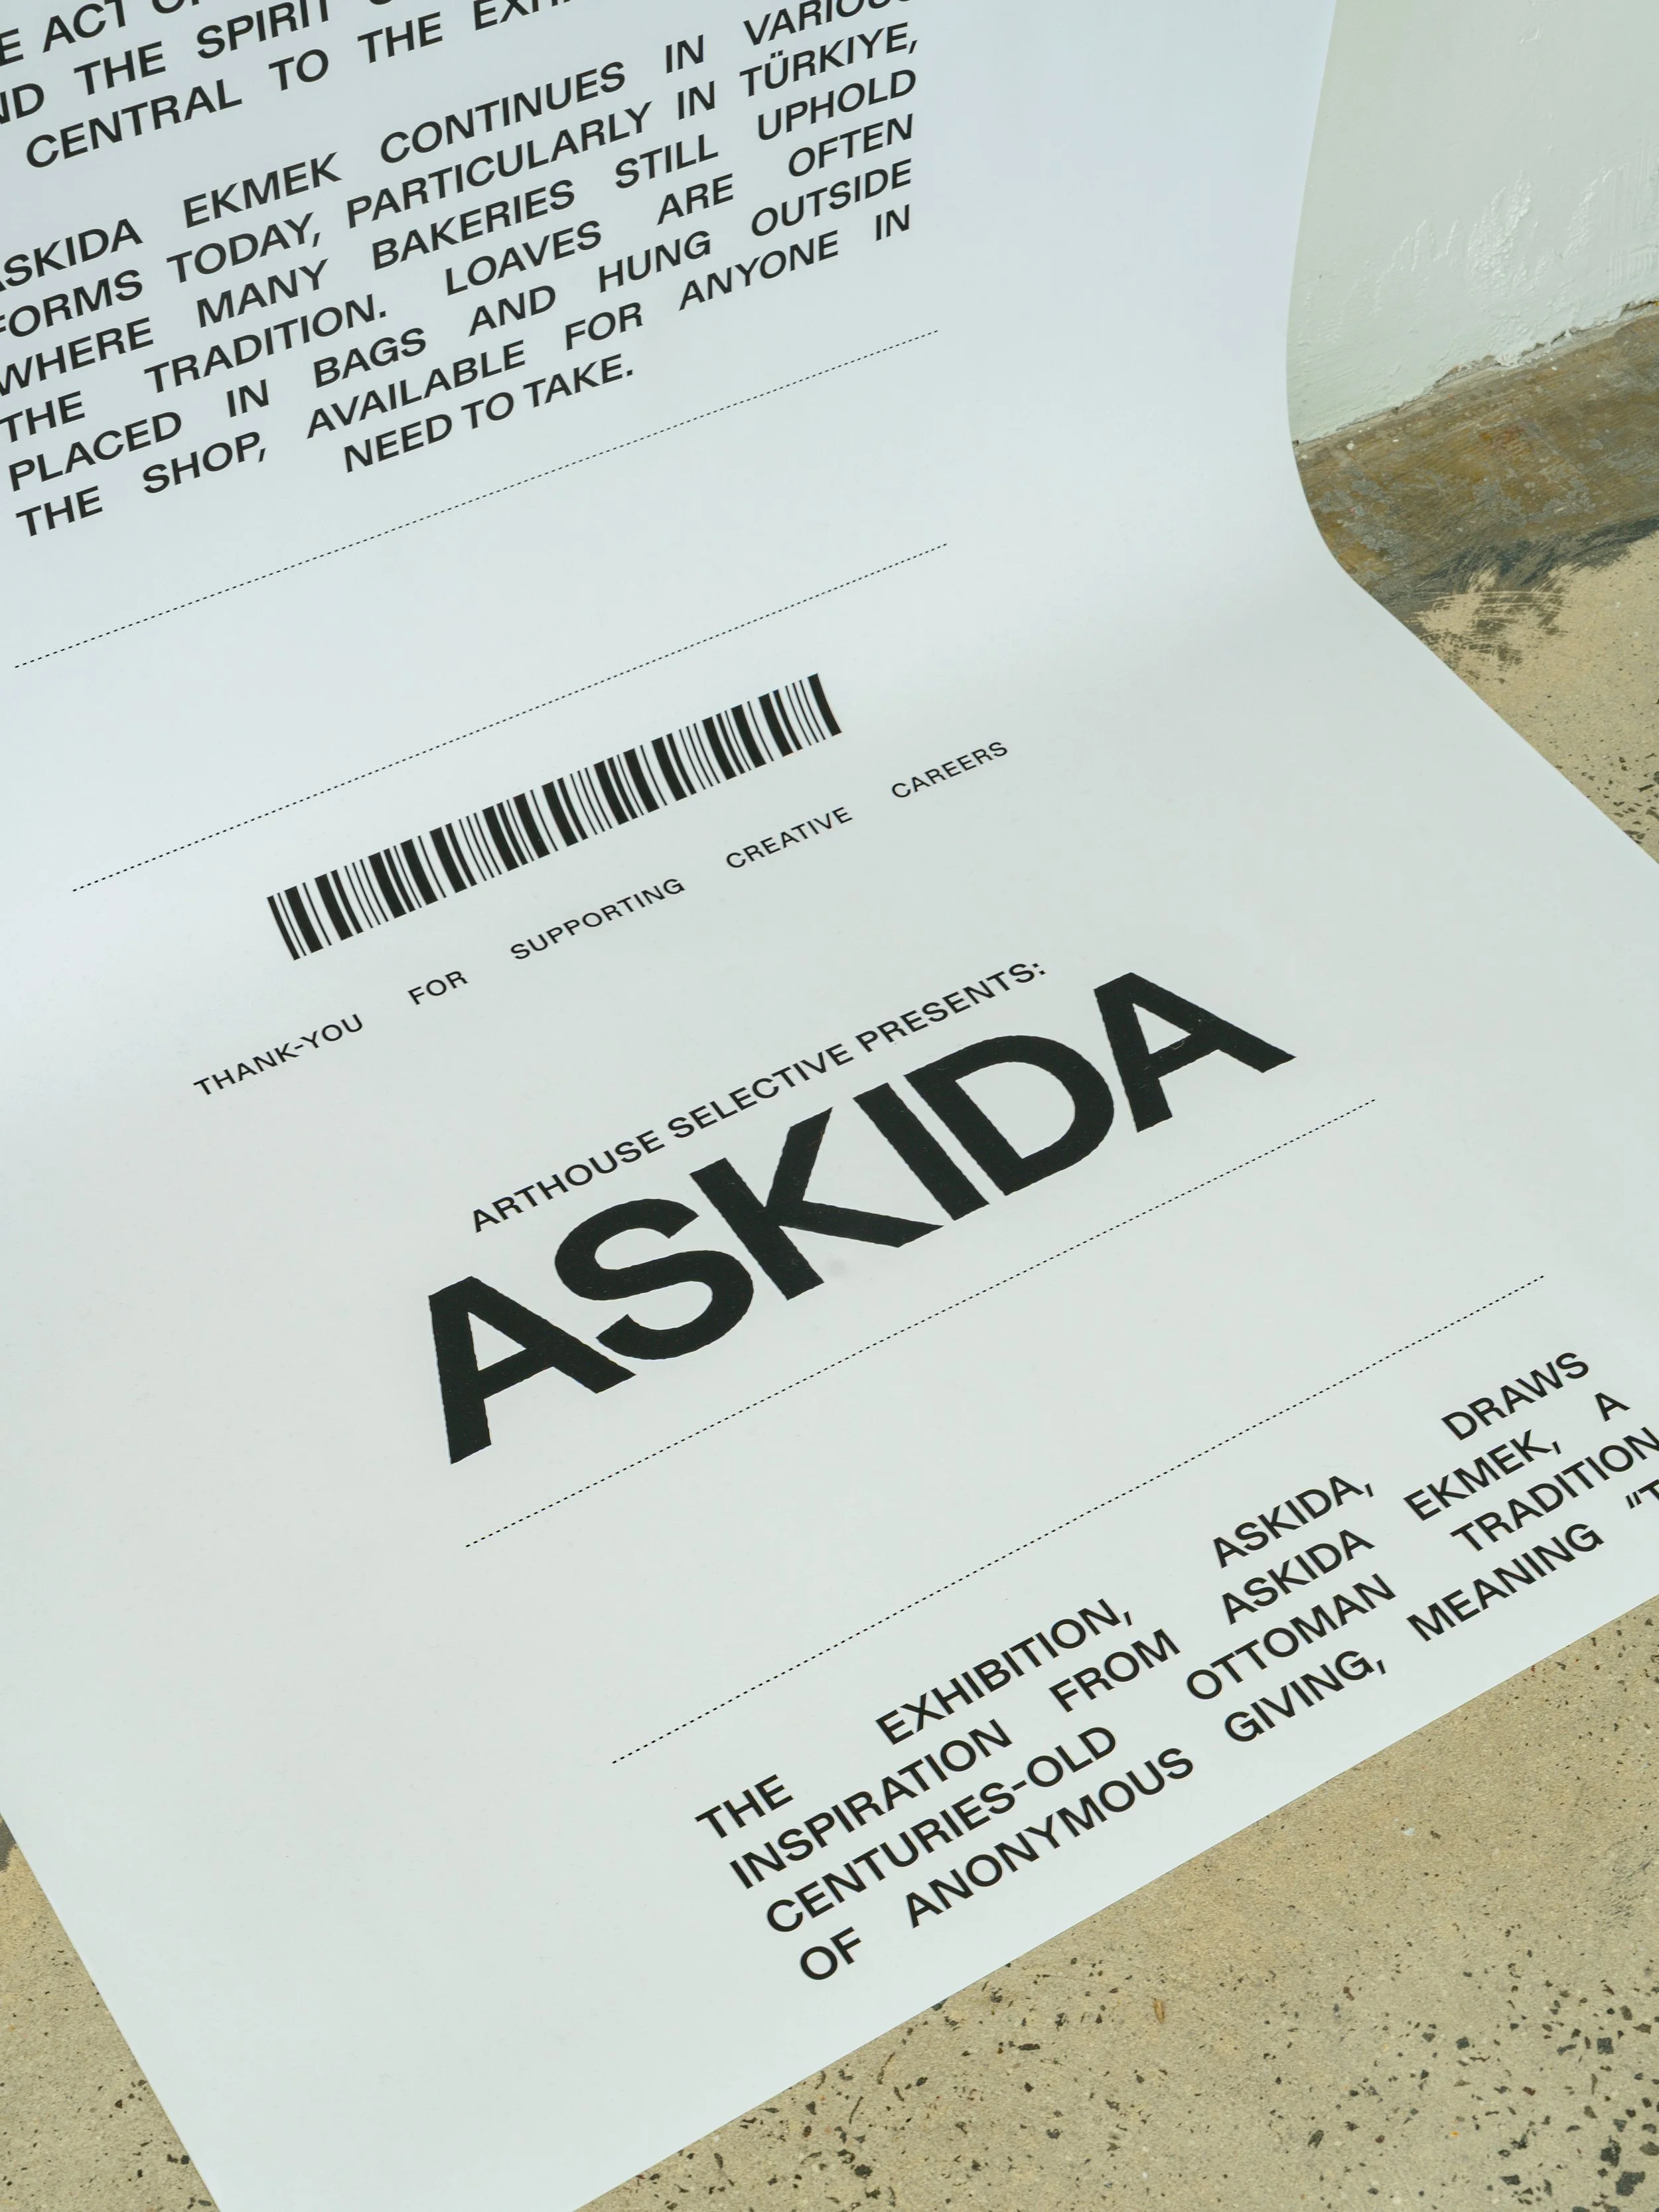 ACT
THE SPIRIT
CENTRAL TO THE
ASKIDA EKMEK CONTINUES IN VARIOUS
FORMS TODAY, PARTICULARLY IN TÜRKIYE,
WHERE MANY BAKERIES STILL UPHOLD
THE TRADITION. LOAVES ARE OFTEN
PLACED IN BAGS AND HUNG OUTSIDE
THE SHOP, AVAILABLE FOR ANYONE IN
NEED TO TAKE.
THANK-YOU FOR SUPPORTING CREATIVE CAREERS
ARTHOUSE SELECTIVE PRESENTS:
ASKIDA
THE EXHIBITION, ASKIDA, DRAWS
INSPIRATION FROM ASKIDA EKMEK, A
CENTURIES-OLD OTTOMAN TRADITION
OF ANONYMOUS GIVING, MEANING